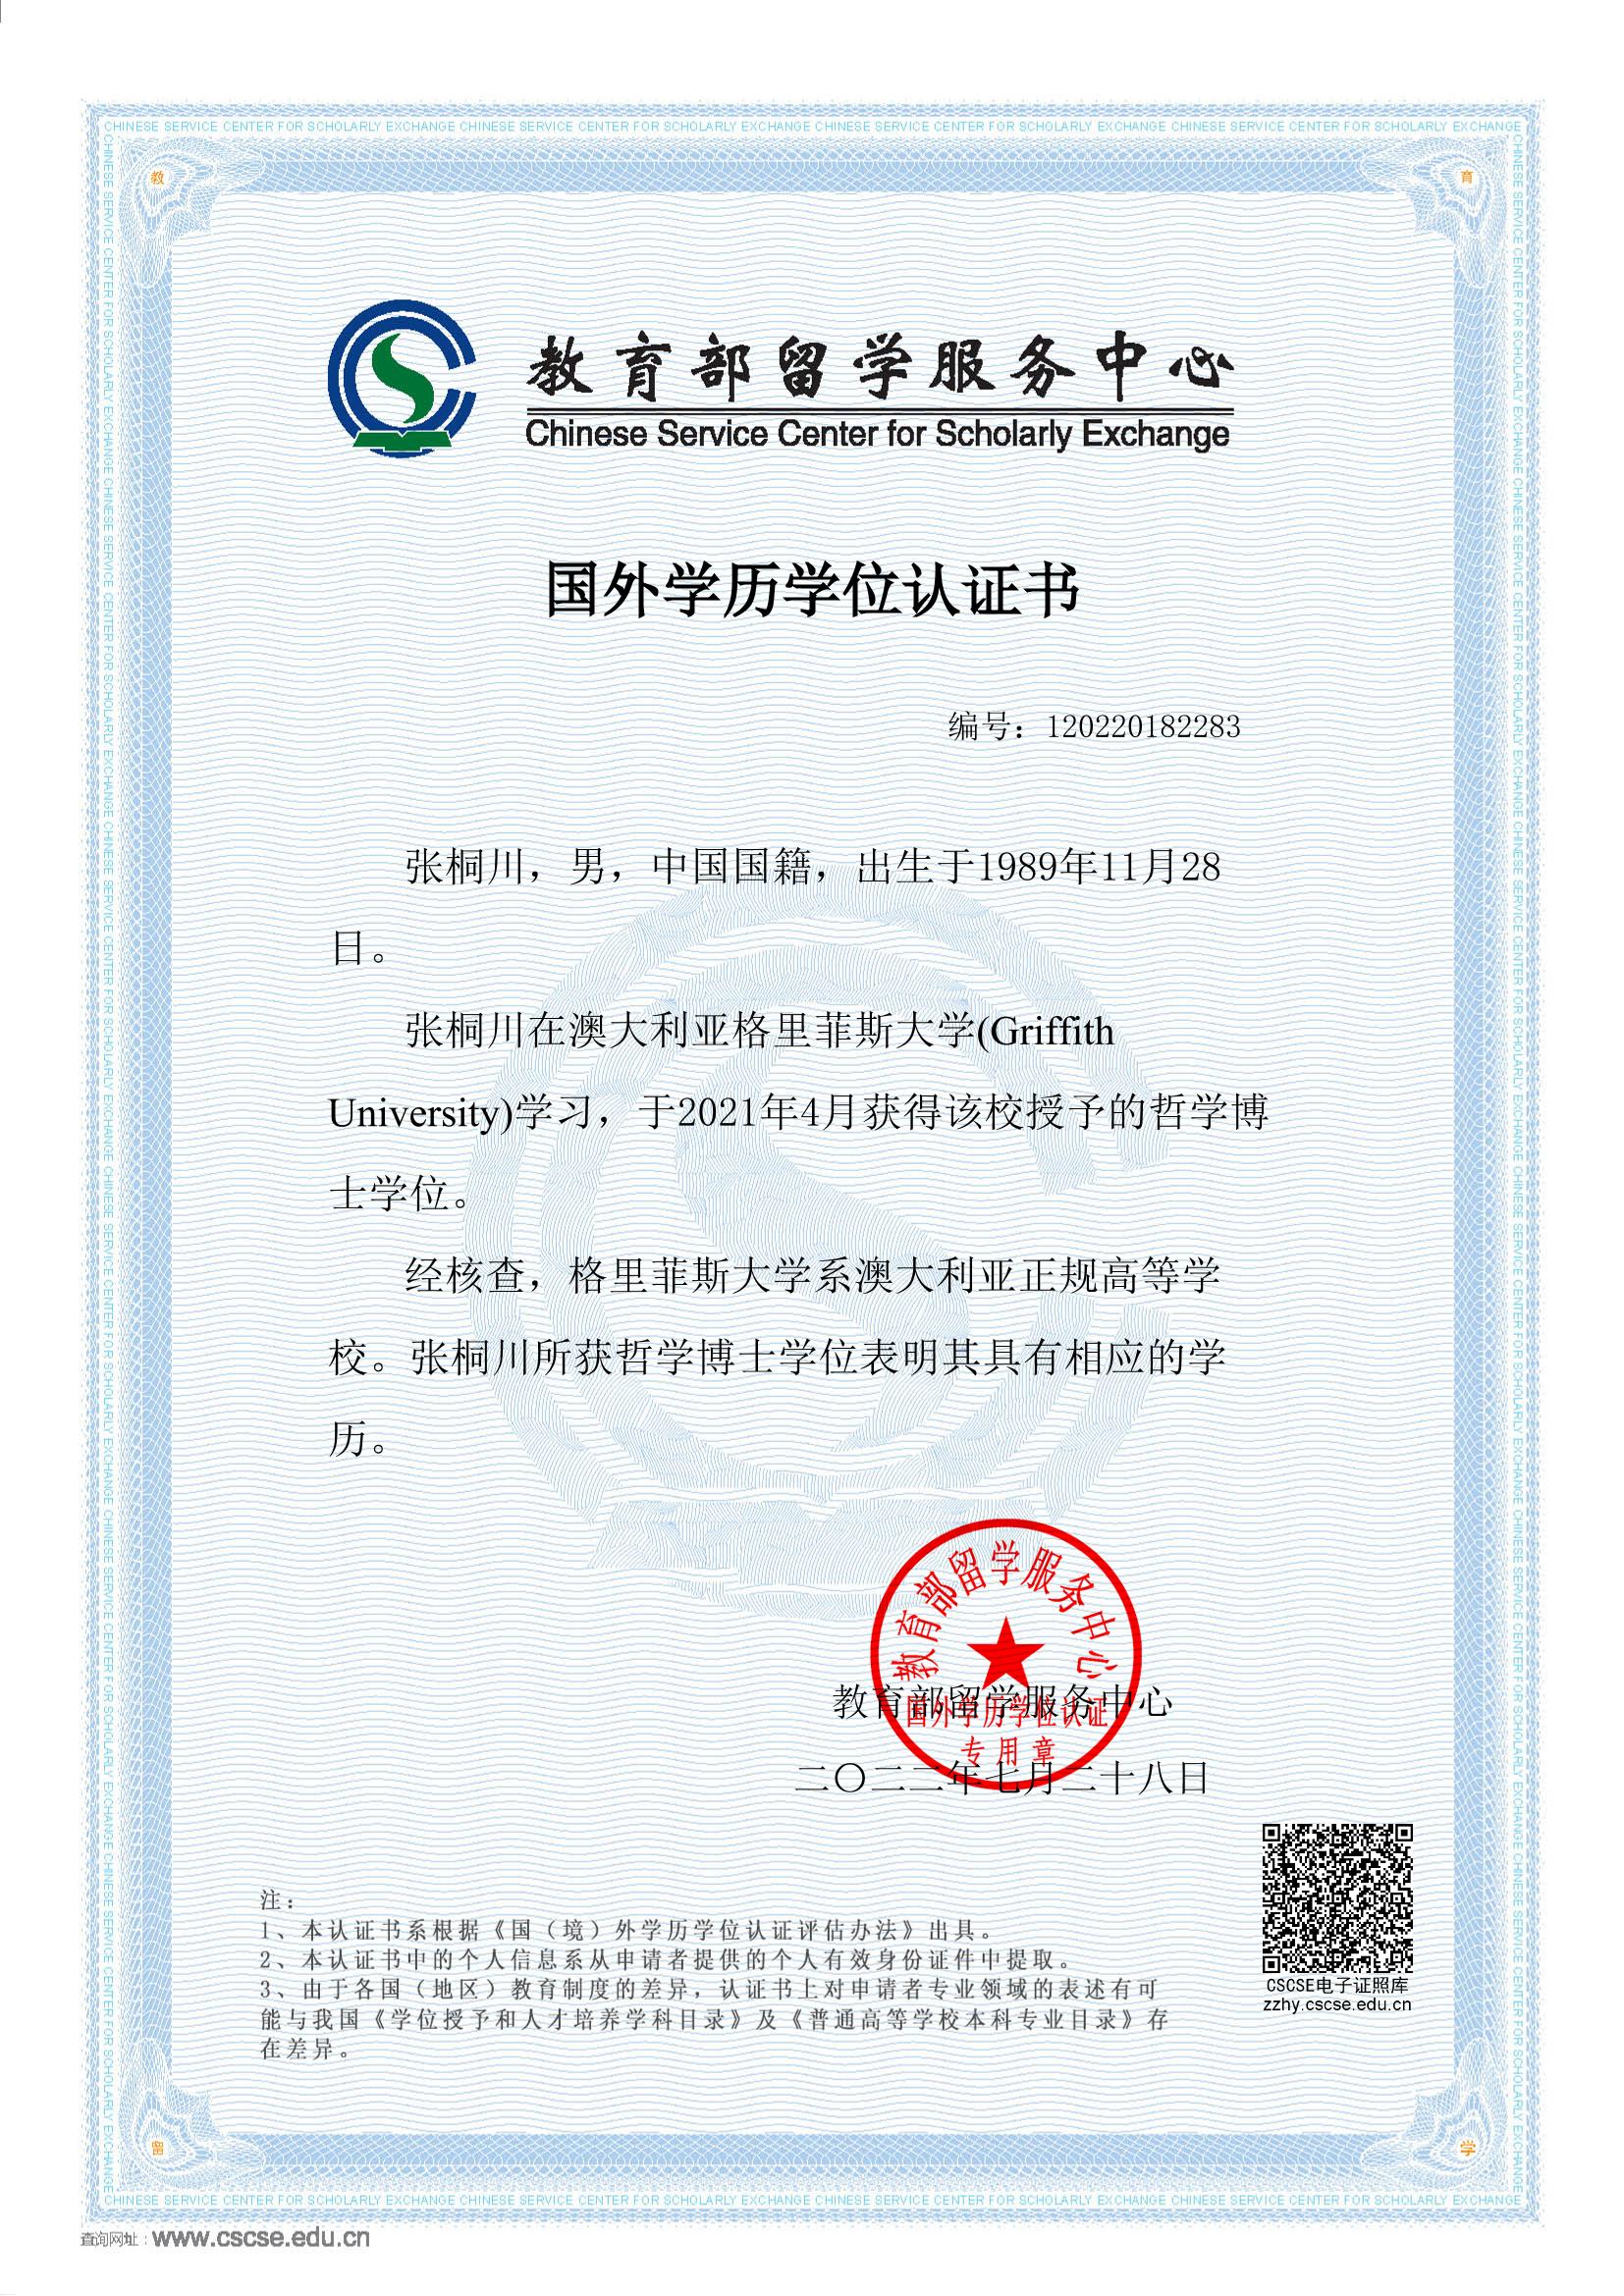 CHINESE SERVICE CENTER FOR SCHOLARLY EXCHANGE CHINESE SERVICE CENTER FOR SCHOLARLY EXCHANGE CHINESE SERVICE CENTER FOR SCHOLARLY EXCHANGE CHINESE SERVICE CENTER FOR SCHOLARLY EXCHANGE
教 育
教育部留学服务中心
Chinese Service Center for Scholarly Exchange
国外学历学位认证书
编号：120220182283
张桐川，男，中国国籍，出生于1989年11月28
日。
张桐川在澳大利亚格里菲斯大学(Griffith
University)学习，于2021年4月获得该校授予的哲学博
士学位。
经核查，格里菲斯大学系澳大利亚正规高等学
校。张桐川所获哲学博士学位表明其具有相应的学
历。
教育部留学服务中心
国外学历学位认证
专用章
教育部留学服务中心
二〇二二年七月二十八日
CSCSE电子证照库
zzhy.cscse.edu.cn
注：
1、本认证书系根据《国（境）外学历学位认证评估办法》出具。
2、本认证书中的个人信息系从申请者提供的个人有效身份证件中提取。
3、由于各国（地区）教育制度的差异，认证书上对申请者专业领域的表述有可
能与我国《学位授予和人才培养学科目录》及《普通高等学校本科专业目录》存
在差异。
留 学
CHINESE SERVICE CENTER FOR SCHOLARLY EXCHANGE CHINESE SERVICE CENTER FOR SCHOLARLY EXCHANGE CHINESE SERVICE CENTER FOR SCHOLARLY EXCHANGE CHINESE SERVICE CENTER FOR SCHOLARLY EXCHANGE
查询网址：www.cscse.edu.cn